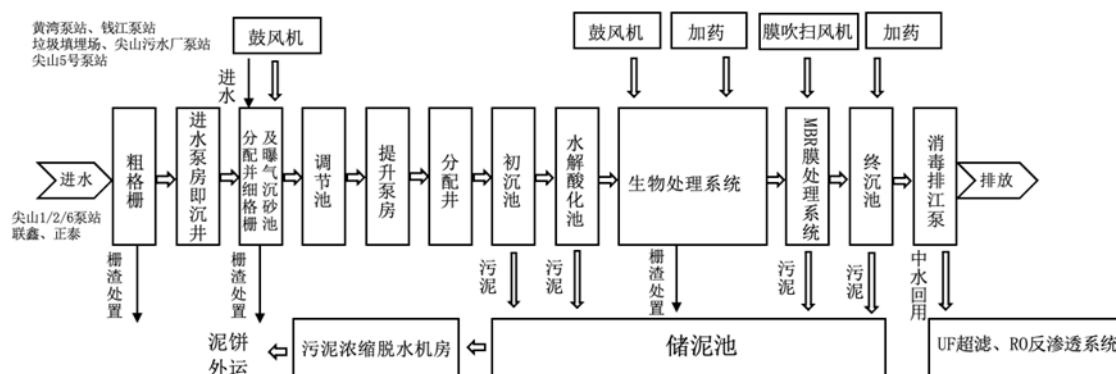 黄湾泵站、钱江泵站
垃圾填埋场、尖山污水厂泵站
尖山5号泵站
鼓风机
鼓风机
加药
膜吹扫风机
加药
进水
进水
粗格栅
进水泵房即沉井
分配井细格栅
及曝气沉砂池
调节池
提升泵房
分配井
初沉池
水解酸化池
生物处理系统
MBR膜处理系统
终沉池
消毒排江泵
排放
尖山1/2/6泵站
联鑫、正泰
栅渣处置
栅渣处置
污泥
污泥
栅渣处置
污泥
污泥
中水回用
泥饼
外运
污泥浓缩脱水机房
储泥池
UF超滤、RO反渗透系统